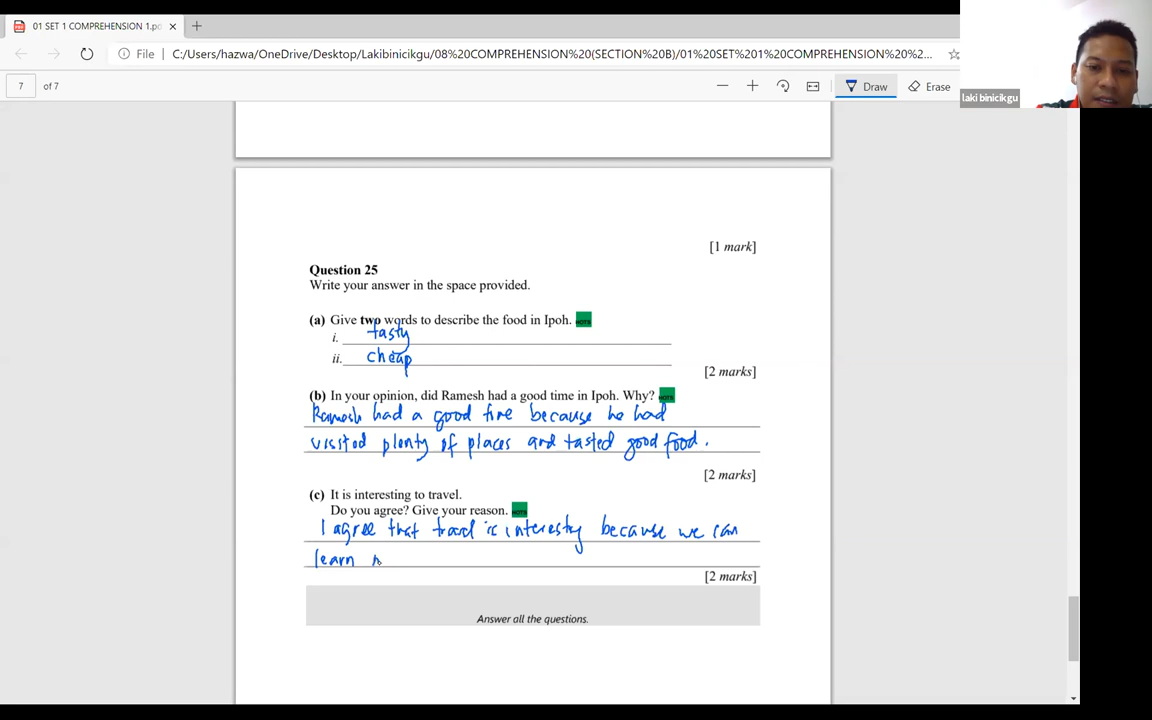 01 SET 1 COMPREHENSION 1.pd
File C:/Users/hazwa/OneDrive/Desktop/Lakibinicikgu/08%20COMPREHENSION%20(SECTION%20B)/01%20SET%201%20COMPREHENSION%20%2...
7 of 7 Draw Erase
laki binicikgu
[1 mark]
Question 25
Write your answer in the space provided.
(a) Give two words to describe the food in Ipoh.
i. tasty
ii. cheap
[2 marks]
(b) In your opinion, did Ramesh had a good time in Ipoh. Why?
Ramesh had a good time because he had
visited plenty of places and tasted good food.
[2 marks]
(c) It is interesting to travel.
Do you agree? Give your reason.
I agree that travel is interesting because we can
learn
[2 marks]
Answer all the questions.